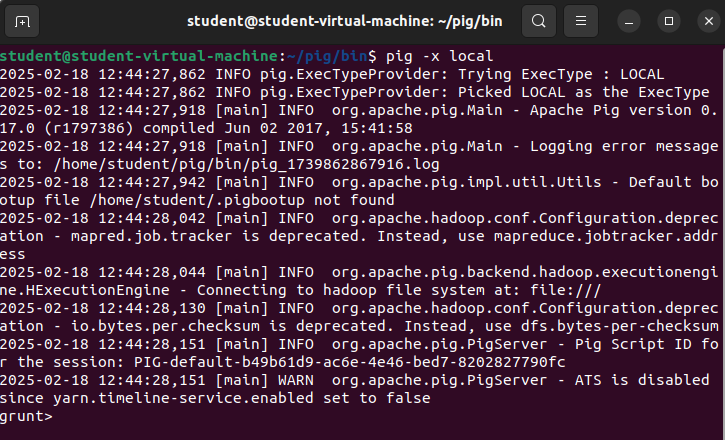 student@student-virtual-machine: ~/pig/bin
student@student-virtual-machine:~/pig/bin$ pig -x local
2025-02-18 12:44:27,862 INFO pig.ExecTypeProvider: Trying ExecType : LOCAL
2025-02-18 12:44:27,862 INFO pig.ExecTypeProvider: Picked LOCAL as the ExecType
2025-02-18 12:44:27,918 [main] INFO  org.apache.pig.Main - Apache Pig version 0.
17.0 (r1797386) compiled Jun 02 2017, 15:41:58
2025-02-18 12:44:27,918 [main] INFO  org.apache.pig.Main - Logging error message
s to: /home/student/pig/bin/pig_1739862867916.log
2025-02-18 12:44:27,942 [main] INFO  org.apache.pig.impl.util.Utils - Default bo
otup file /home/student/.pigbootup not found
2025-02-18 12:44:28,042 [main] INFO  org.apache.hadoop.conf.Configuration.deprec
ation - mapred.job.tracker is deprecated. Instead, use mapreduce.jobtracker.addr
ess
2025-02-18 12:44:28,044 [main] INFO  org.apache.pig.backend.hadoop.executionengi
ne.HExecutionEngine - Connecting to hadoop file system at: file:///
2025-02-18 12:44:28,130 [main] INFO  org.apache.hadoop.conf.Configuration.deprec
ation - io.bytes.per.checksum is deprecated. Instead, use dfs.bytes-per-checksum
2025-02-18 12:44:28,151 [main] INFO  org.apache.pig.PigServer - Pig Script ID fo
r the session: PIG-default-b49b61d9-ac6e-4e46-bed7-8202827790fc
2025-02-18 12:44:28,151 [main] WARN  org.apache.pig.PigServer - ATS is disabled
since yarn.timeline-service.enabled set to false
grunt>